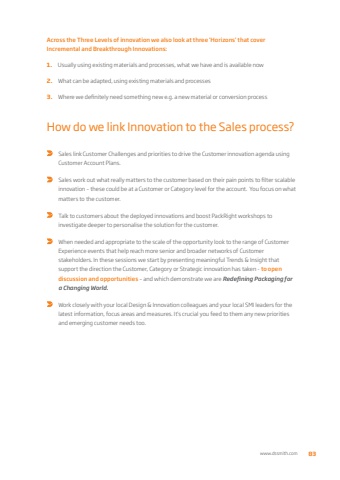 Across the Three Levels of innovation we also look at three 'Horizons' that cover
Incremental and Breakthrough Innovations:
1. Usually using existing materials and processes, what we have and is available now
2. What can be adapted, using existing materials and processes
3. Where we definitely need something new e.g. a new material or conversion process
How do we link Innovation to the Sales process?
Sales link Customer Challenges and priorities to drive the Customer innovation agenda using
Customer Account Plans.
Sales work out what really matters to the customer based on their pain points to filter scalable
innovation – these could be at a Customer or Category level for the account. You focus on what
matters to the customer.
Talk to customers about the deployed Innovations and boost PackRight workshops to
investigate deeper to personalise the solution for the customer.
When needed and appropriate to the scale of the opportunity look to the range of Customer
Experience events that help reach more senior and broader networks of Customer
stakeholders. In these sessions we start by presenting meaningful Trends & Insight that
support the direction the Customer, Category or Strategic innovation has taken - to open
discussion and opportunities – and which demonstrate we are Redefining Packaging for
a Changing World.
Work closely with your local Design & Innovation colleagues and your local SMI leaders for the
latest information, focus areas and measures. It's crucial you feed to them any new priorities
and emerging customer needs too.
www.dssmith.com 83